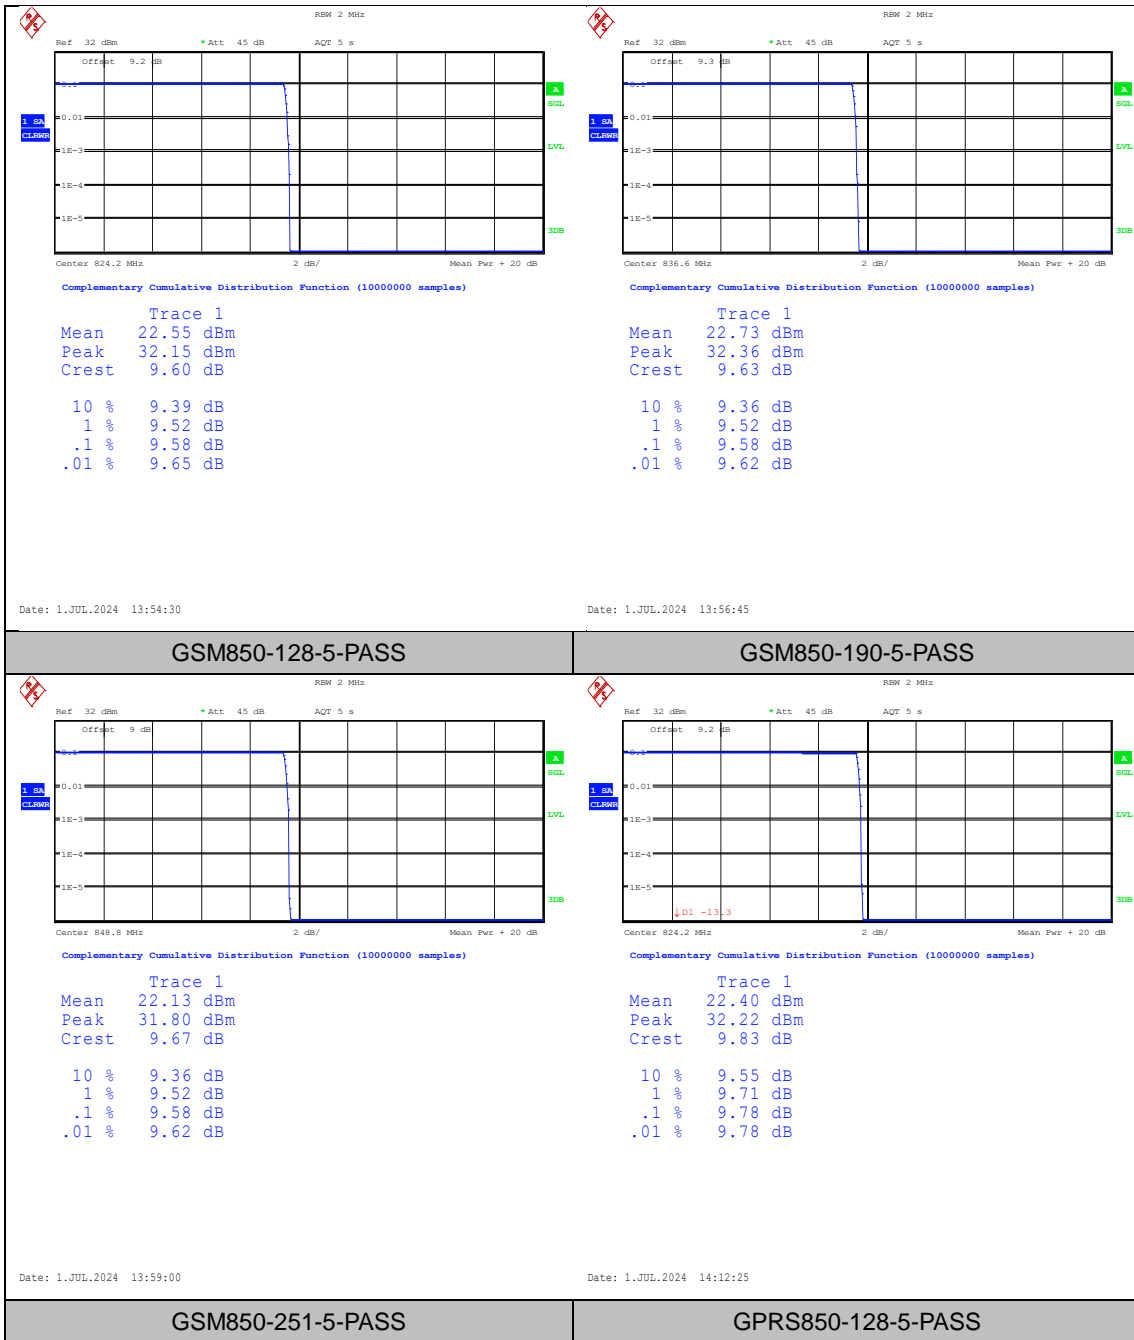 RBW 2 MHz
Ref 32 dBm * Att 45 dB AQT 5 s
Offset 9.2 dB
0.1
A
SGL
1 SA
CLRWR
0.01
1E-3
LVL
1E-4
1E-5
3DB
Center 824.2 MHz 2 dB/ Mean Pwr + 20 dB
Complementary Cumulative Distribution Function (10000000 samples)
Trace 1
Mean 22.55 dBm
Peak 32.15 dBm
Crest 9.60 dB
10 % 9.39 dB
1 % 9.52 dB
.1 % 9.58 dB
.01 % 9.65 dB
Date: 1.JUL.2024 13:54:30
GSM850-128-5-PASS
RBW 2 MHz
Ref 32 dBm * Att 45 dB AQT 5 s
Offset 9.3 dB
0.1
A
SGL
1 SA
CLRWR
0.01
1E-3
LVL
1E-4
1E-5
3DB
Center 836.6 MHz 2 dB/ Mean Pwr + 20 dB
Complementary Cumulative Distribution Function (10000000 samples)
Trace 1
Mean 22.73 dBm
Peak 32.36 dBm
Crest 9.63 dB
10 % 9.36 dB
1 % 9.52 dB
.1 % 9.58 dB
.01 % 9.62 dB
Date: 1.JUL.2024 13:56:45
GSM850-190-5-PASS
RBW 2 MHz
Ref 32 dBm * Att 45 dB AQT 5 s
Offset 9 dB
0.1
A
SGL
1 SA
CLRWR
0.01
1E-3
LVL
1E-4
1E-5
3DB
Center 848.8 MHz 2 dB/ Mean Pwr + 20 dB
Complementary Cumulative Distribution Function (10000000 samples)
Trace 1
Mean 22.13 dBm
Peak 31.80 dBm
Crest 9.67 dB
10 % 9.36 dB
1 % 9.52 dB
.1 % 9.58 dB
.01 % 9.62 dB
Date: 1.JUL.2024 13:59:00
GSM850-251-5-PASS
RBW 2 MHz
Ref 32 dBm * Att 45 dB AQT 5 s
Offset 9.2 dB
0.1
A
SGL
1 SA
CLRWR
0.01
1E-3
LVL
1E-4
1E-5
3DB
D1 -13.3
Center 824.2 MHz 2 dB/ Mean Pwr + 20 dB
Complementary Cumulative Distribution Function (10000000 samples)
Trace 1
Mean 22.40 dBm
Peak 32.22 dBm
Crest 9.83 dB
10 % 9.55 dB
1 % 9.71 dB
.1 % 9.78 dB
.01 % 9.78 dB
Date: 1.JUL.2024 14:12:25
GPRS850-128-5-PASS